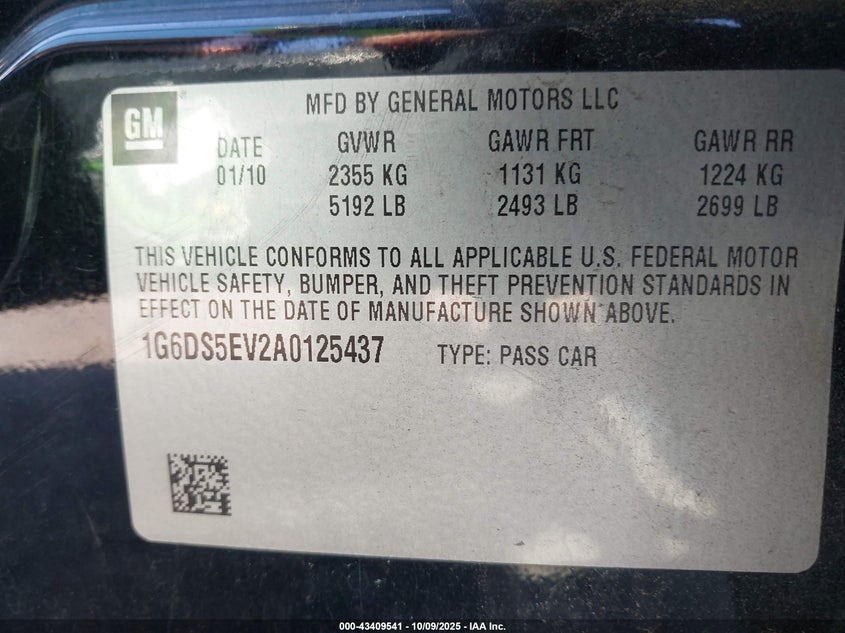 GM
MFD BY GENERAL MOTORS LLC
DATE GVWR GAWR FRT GAWR RR
01/10 2355 KG 1131 KG 1224 KG
5192 LB 2493 LB 2699 LB
THIS VEHICLE CONFORMS TO ALL APPLICABLE U.S. FEDERAL MOTOR
VEHICLE SAFETY, BUMPER, AND THEFT PREVENTION STANDARDS IN
EFFECT ON THE DATE OF MANUFACTURE SHOWN ABOVE.
1G6DS5EV2A0125437 TYPE: PASS CAR
000-43409541 - 10/09/2025 - IAA Inc.